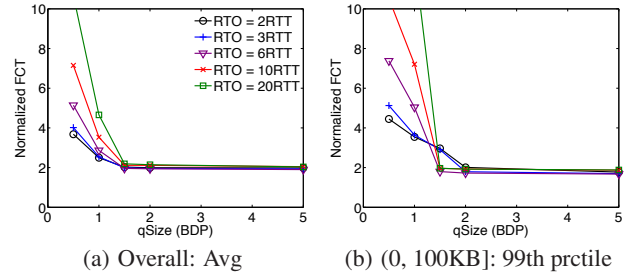 10
8
6
4
2
0
Normalized FCT
0 1 2 3 4 5
qSize (BDP)
RTO = 2RTT
RTO = 3RTT
RTO = 6RTT
RTO = 10RTT
RTO = 20RTT
(a) Overall: Avg
10
8
6
4
2
0
Normalized FCT
0 1 2 3 4 5
qSize (BDP)
(b) (0, 100KB]: 99th prctile